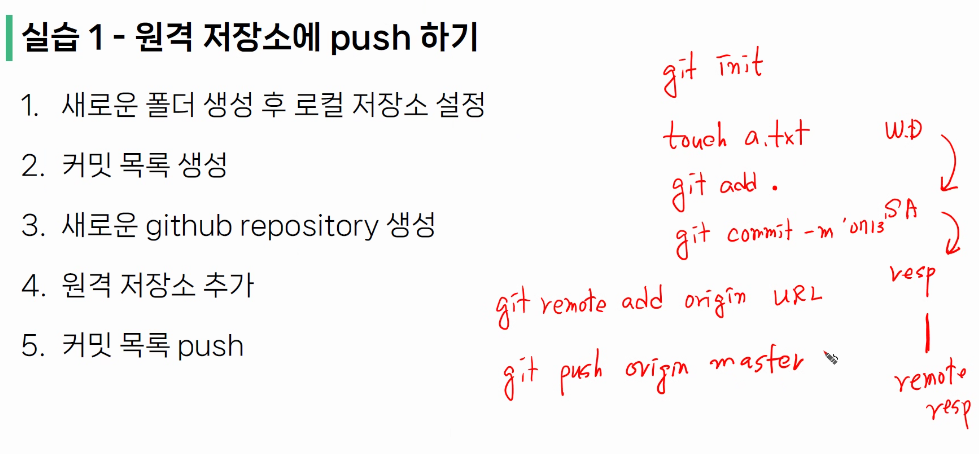 실습 1 - 원격 저장소에 push 하기
1. 새로운 폴더 생성 후 로컬 저장소 설정
2. 커밋 목록 생성
3. 새로운 github repository 생성
4. 원격 저장소 추가
5. 커밋 목록 push
git init
touch a.txt
git add .
git commit -m
git remote add origin URL
git push origin master
W.D
SA
resp
remote
resp